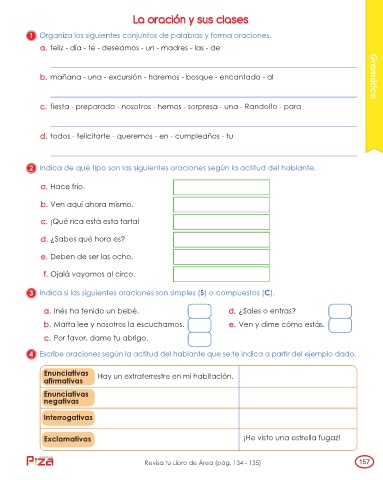 La oración y sus clases
1 Organiza los siguientes conjuntos de palabras y forma oraciones.
a. feliz - día - te - deseamos - un - madres - las - de
b. mañana - una - excursión - haremos - bosque - encantado - al
c. fiesta - preparado - nosotros - hemos - sorpresa - una - Randolfo - para
d. todos - felicitarte - queremos - en - cumpleaños - tu
Gramática
2 Indica de qué tipo son las siguientes oraciones según la actitud del hablante.
a. Hace frío.
b. Ven aquí ahora mismo.
c. ¡Qué rica está esta tarta!
d. ¿Sabes qué hora es?
e. Deben de ser las ocho.
f. Ojalá vayamos al circo.
3 Indica si las siguientes oraciones son simples (S) o compuestos (C).
a. Inés ha tenido un bebé.
d. ¿Sales o entras?
b. Marta lee y nosotros la escuchamos.
e. Ven y dime cómo estás.
c. Por favor, dame tu abrigo.
4 Escribe oraciones según la actitud del hablante que se te indica a partir del ejemplo dado.
Enunciativas afirmativas
Hay un extraterrestre en mi habitación.
Enunciativas negativas
Interrogativas
Exclamativas
¡He visto una estrella fugaz!
Revisa tu Libro de Área (pág. 134 - 135)
157